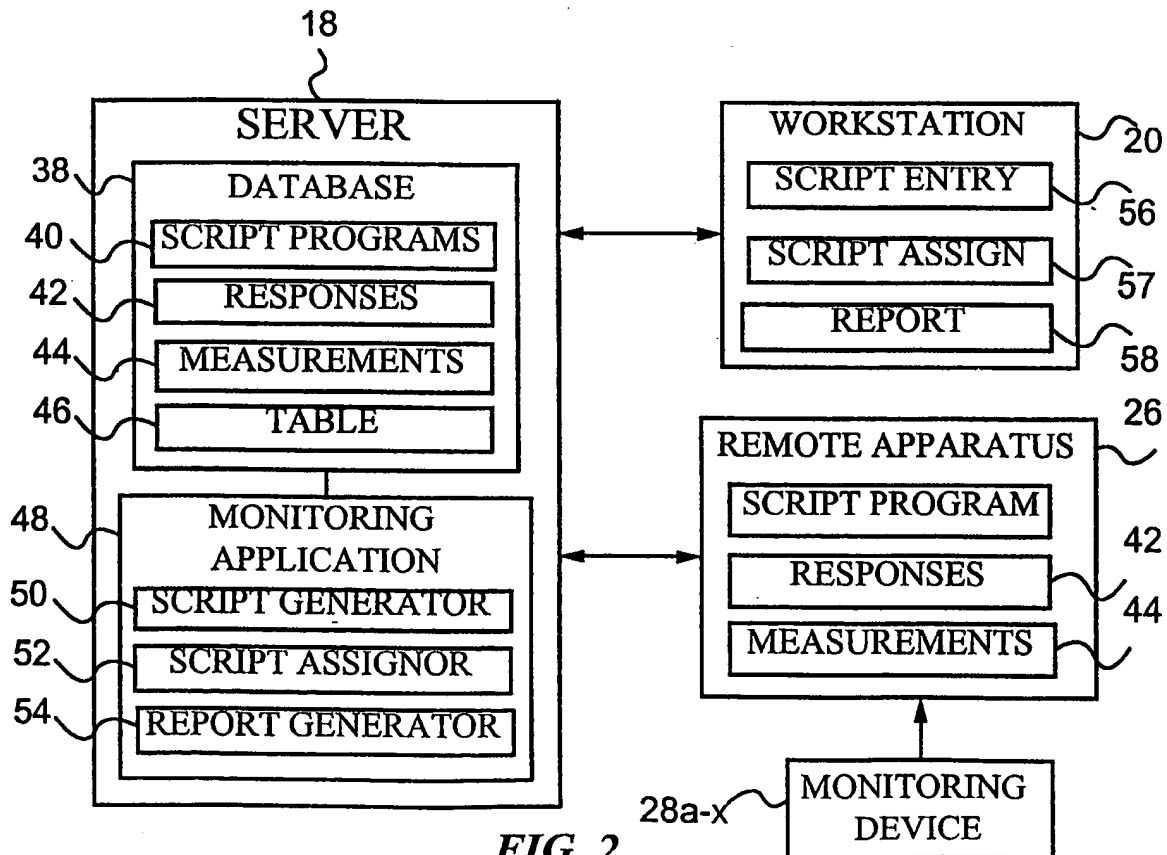 18
SERVER
38
DATABASE
40
SCRIPT PROGRAMS
42
RESPONSES
44
MEASUREMENTS
46
TABLE
48
MONITORING
APPLICATION
50
SCRIPT GENERATOR
52
SCRIPT ASSIGNOR
54
REPORT GENERATOR
WORKSTATION
20
SCRIPT ENTRY
56
SCRIPT ASSIGN
57
REPORT
58
26
REMOTE APPARATUS
SCRIPT PROGRAM
42
RESPONSES
44
MEASUREMENTS
28a-x
MONITORING
DEVICE
FIG. 2